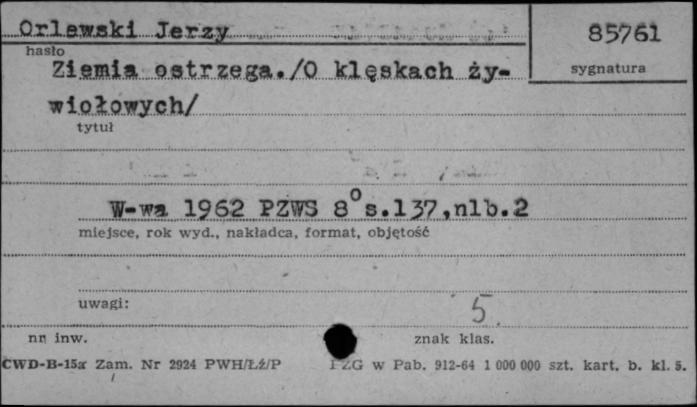 Orlewski Jerzy
85761
hasło
sygnatura
Ziemia ostrzega./O klęskach ży-
wiołowych/
tytuł
W-wa 1962 PZWS 8° s.137,nlb.2
miejsce, rok wyd., nakładca, format, objętość
uwagi:
5
nr inw.
znak klas.
CWD-B-15a Zam. Nr 2924 PWH/Łź/P
PZG w Pab. 912-64 1 000 000 szt. kart. b. kl. 5.